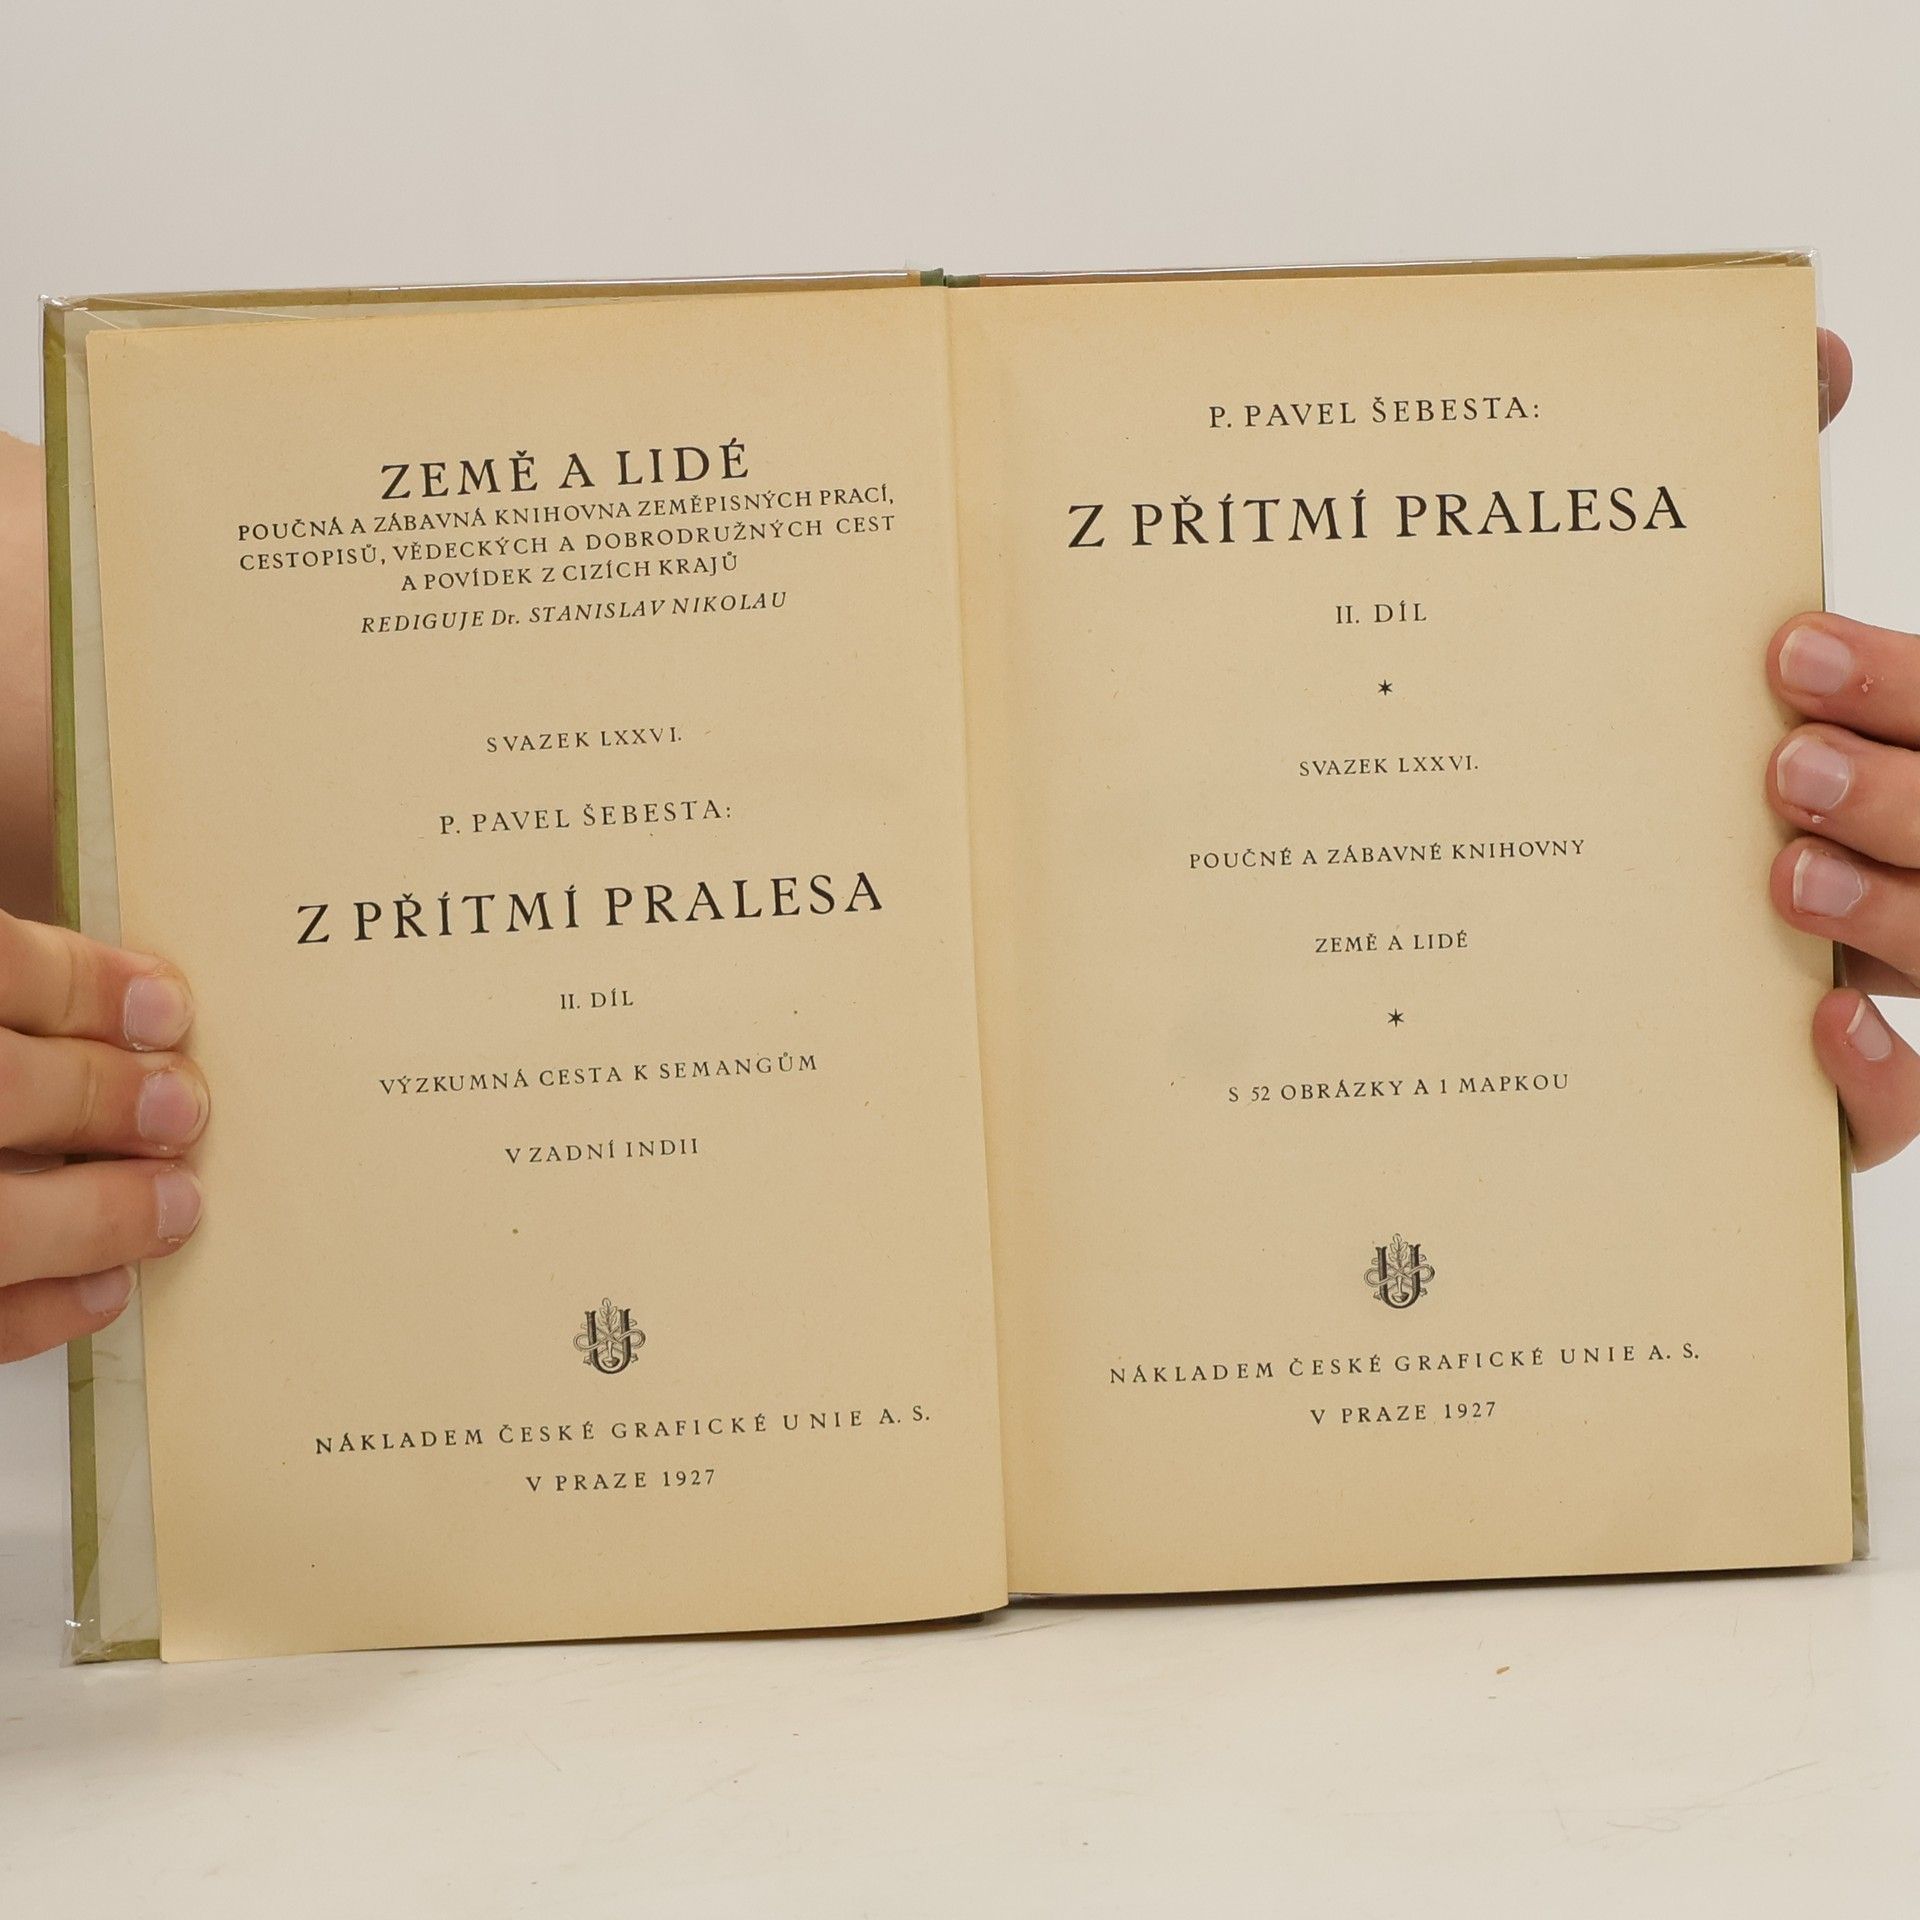 ZEMĚ A LIDÉ
POUČNÁ A ZÁBAVNÁ KNIHOVNA ZEMĚPISNÝCH PRACÍ,
CESTOPISŮ, VĚDECKÝCH A DOBRODRUŽNÝCH CEST
A POVÍDEK Z CIZÍCH KRAJŮ
REDIGUJE Dr. STANISLAV NIKOLAU
SVAZEK LXXVI.
P. PAVEL ŠEBESTA:
Z PŘÍTMÍ PRALESA
II. DÍL
VÝZKUMNÁ CESTA K SEMANGŮM
V ZADNÍ INDII
U
NÁKLADEM ČESKÉ GRAFICKÉ UNIE A. S.
V PRAZE 1927
P. PAVEL ŠEBESTA:
Z PŘÍTMÍ PRALESA
II. DÍL
SVAZEK LXXVI.
POUČNÉ A ZÁBAVNÉ KNIHOVNY
ZEMĚ A LIDÉ
S 52 OBRÁZKY A 1 MAPKOU
U
NÁKLADEM ČESKÉ GRAFICKÉ UNIE A. S.
V PRAZE 1927